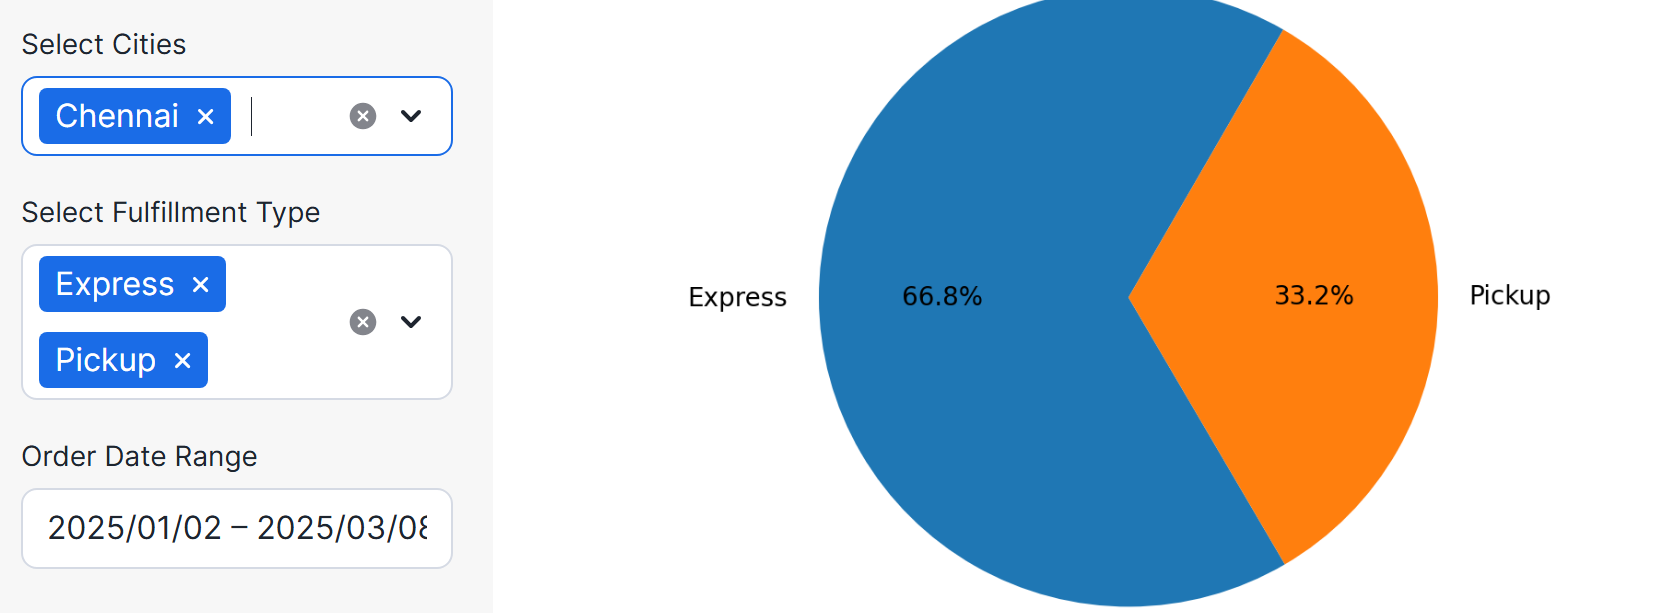 Select Cities
Chennai
Select Fulfillment Type
Express
Pickup
Order Date Range
2025/01/02 – 2025/03/08
Express
66.8%
33.2%
Pickup